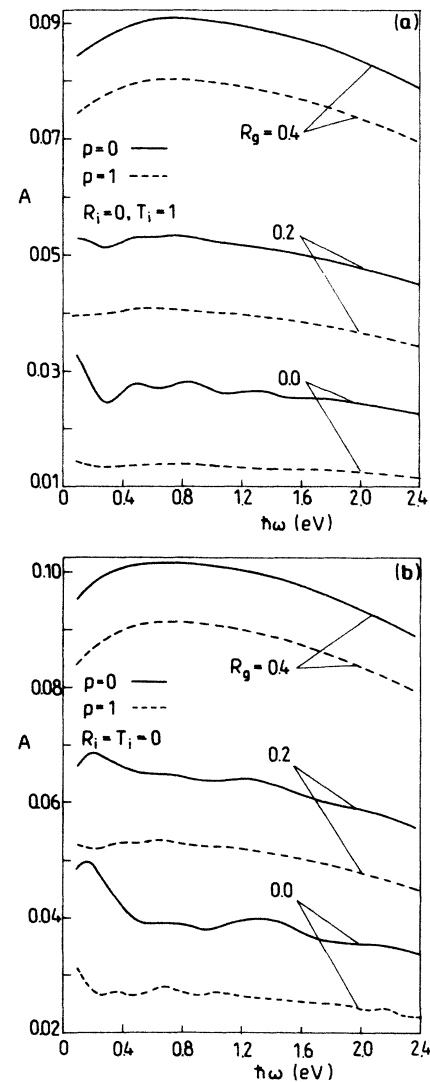 (a)
0.09
0.07
0.05
0.03
0.01
A
p=0
p=1
R_i=0, T_i=1
R_g=0.4
0.2
0.0
0 0.4 0.8 1.2 1.6 2.0 2.4
ħω (eV)
(b)
0.10
0.08
0.06
0.04
0.02
A
p=0
p=1
R_i=T_i=0
R_g=0.4
0.2
0.0
0 0.4 0.8 1.2 1.6 2.0 2.4
ħω (eV)